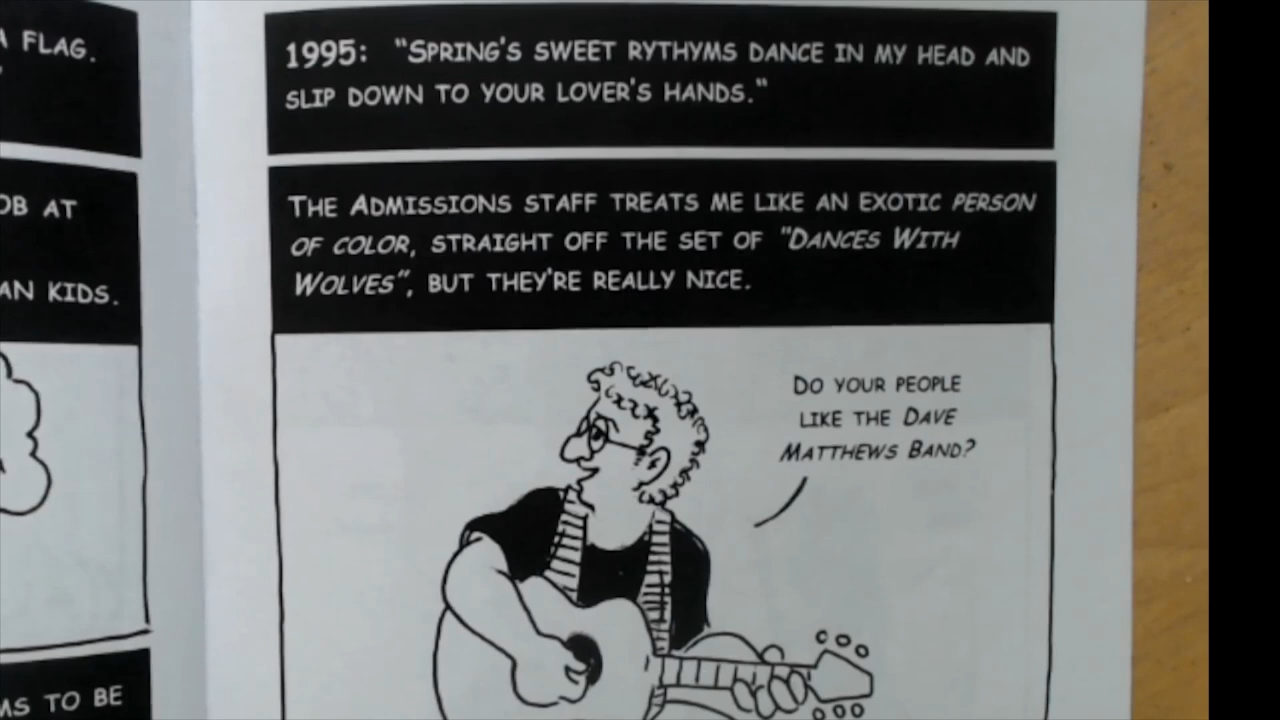 A FLAG.
OB AT
AN KIDS.
MS TO BE
1995: "SPRING'S SWEET RYTHYMS DANCE IN MY HEAD AND
SLIP DOWN TO YOUR LOVER'S HANDS."
THE ADMISSIONS STAFF TREATS ME LIKE AN EXOTIC PERSON
OF COLOR, STRAIGHT OFF THE SET OF "DANCES WITH
WOLVES", BUT THEY'RE REALLY NICE.
DO YOUR PEOPLE
LIKE THE DAVE
MATTHEWS BAND?